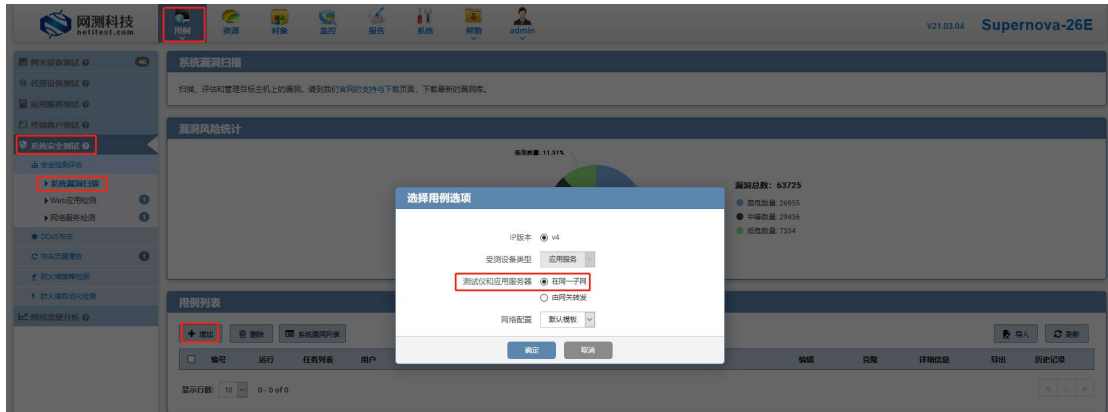 网测科技
netitest.com
用例
资源
对象
监控
报告
系统
帮助
admin
V21.03.04
Supernova-26E
网关设备测试
46
代理设备测试
应用服务测试
终端客户测试
系统安全测试
安全检测评估
系统漏洞扫描
Web应用检测
1
网络服务检测
1
DDoS攻击
攻击流量重放
1
防火墙策略检测
防火墙自动化检测
网络流量分析
系统漏洞扫描
扫描、评估和管理目标主机上的漏洞。请到我们官网的支持与下载页面，下载最新的漏洞库。
漏洞风险统计
低危数量: 11.51%
漏洞总数: 63725
高危数量: 26955
中等数量: 29436
低危数量: 7334
选择用例选项
IP版本 v4
受测设备类型 应用服务
测试仪和应用服务器 在同一子网
由网关转发
网络配置 默认模板
确定 取消
用例列表
增加 删除 系统漏洞列表 导入 刷新
编号 运行 任务列表 用户 编辑 克隆 详细信息 导出 历史记录
显示行数: 10 0 - 0 of 0